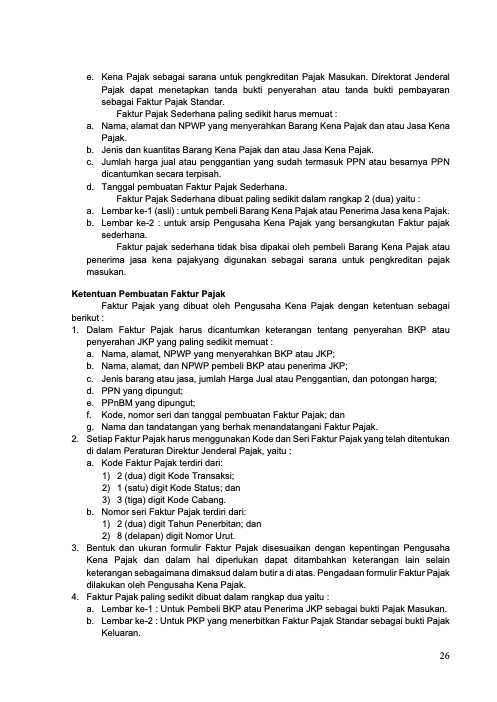 e. Kena Pajak sebagai sarana untuk pengkreditan Pajak Masukan. Direktorat Jenderal
Pajak dapat menetapkan tanda bukti penyerahan atau tanda bukti pembayaran
sebagai Faktur Pajak Standar.
Faktur Pajak Sederhana paling sedikit harus memuat :
a. Nama, alamat dan NPWP yang menyerahkan Barang Kena Pajak dan atau Jasa Kena
Pajak.
b. Jenis dan kuantitas Barang Kena Pajak dan atau Jasa Kena Pajak.
c. Jumlah harga jual atau penggantian yang sudah termasuk PPN atau besarnya PPN
dicantumkan secara terpisah.
d. Tanggal pembuatan Faktur Pajak Sederhana.
Faktur Pajak Sederhana dibuat paling sedikit dalam rangkap 2 (dua) yaitu :
a. Lembar ke-1 (asli) : untuk pembeli Barang Kena Pajak atau Penerima Jasa kena Pajak.
b. Lembar ke-2 : untuk arsip Pengusaha Kena Pajak yang bersangkutan Faktur pajak
sederhana.
Faktur pajak sederhana tidak bisa dipakai oleh pembeli Barang Kena Pajak atau
penerima jasa kena pajakyang digunakan sebagai sarana untuk pengkreditan pajak
masukan.
Ketentuan Pembuatan Faktur Pajak
Faktur Pajak yang dibuat oleh Pengusaha Kena Pajak dengan ketentuan sebagai
berikut :
1. Dalam Faktur Pajak harus dicantumkan keterangan tentang penyerahan BKP atau
penyerahan JKP yang paling sedikit memuat :
a. Nama, alamat, NPWP yang menyerahkan BKP atau JKP;
b. Nama, alamat, dan NPWP pembeli BKP atau penerima JKP;
c. Jenis barang atau jasa, jumlah Harga Jual atau Penggantian, dan potongan harga;
d. PPN yang dipungut;
e. PPnBM yang dipungut;
f. Kode, nomor seri dan tanggal pembuatan Faktur Pajak; dan
g. Nama dan tandatangan yang berhak menandatangani Faktur Pajak.
2. Setiap Faktur Pajak harus menggunakan Kode dan Seri Faktur Pajak yang telah ditentukan
di dalam Peraturan Direktur Jenderal Pajak, yaitu :
a. Kode Faktur Pajak terdiri dari:
1) 2 (dua) digit Kode Transaksi;
2) 1 (satu) digit Kode Status; dan
3) 3 (tiga) digit Kode Cabang.
b. Nomor seri Faktur Pajak terdiri dari:
1) 2 (dua) digit Tahun Penerbitan; dan
2) 8 (delapan) digit Nomor Urut.
3. Bentuk dan ukuran formulir Faktur Pajak disesuaikan dengan kepentingan Pengusaha
Kena Pajak dan dalam hal diperlukan dapat ditambahkan keterangan lain selain
keterangan sebagaimana dimaksud dalam butir a di atas. Pengadaan formulir Faktur Pajak
dilakukan oleh Pengusaha Kena Pajak.
4. Faktur Pajak paling sedikit dibuat dalam rangkap dua yaitu :
a. Lembar ke-1 : Untuk Pembeli BKP atau Penerima JKP sebagai bukti Pajak Masukan.
b. Lembar ke-2 : Untuk PKP yang menerbitkan Faktur Pajak Standar sebagai bukti Pajak
Keluaran.
26